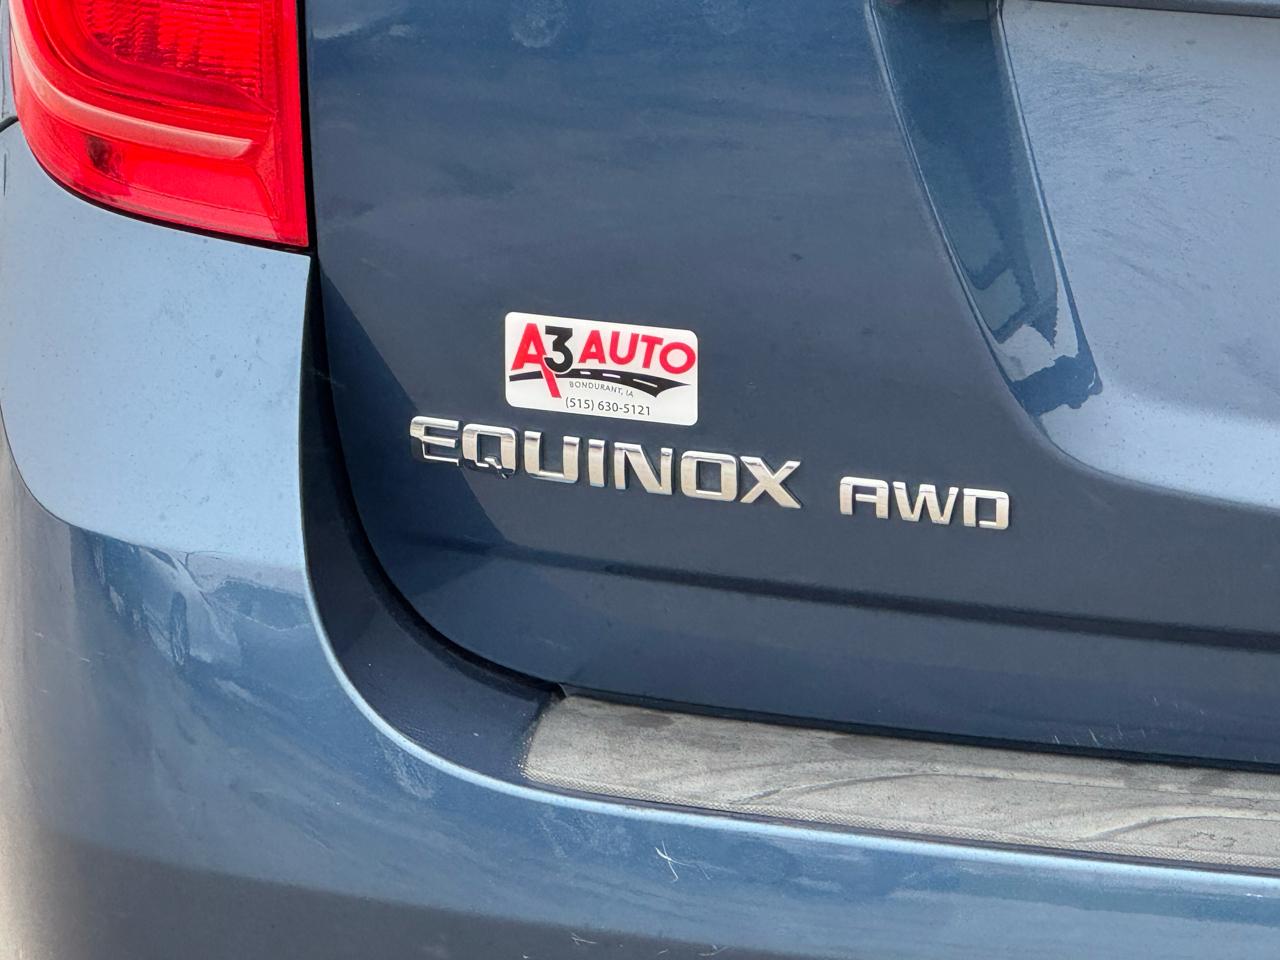 A3 AUTO
BONDURANT, IA
(515) 630-5121
EQUINOX AWD